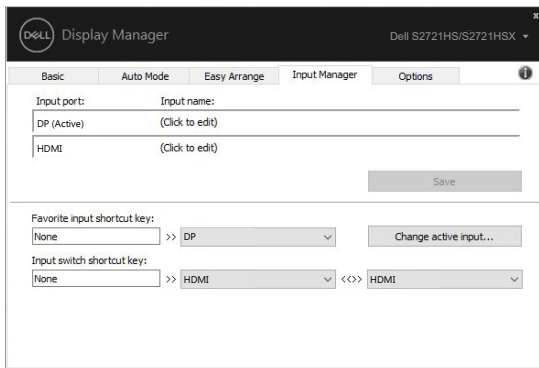 DELL Display Manager
x
Dell S2721HS/S2721HSX
Basic Auto Mode Easy Arrange Input Manager Options
Input port: Input name:
DP (Active) (Click to edit)
HDMI (Click to edit)
Save
Favorite input shortcut key:
None >> DP Change active input...
Input switch shortcut key:
None >> HDMI <<>> HDMI